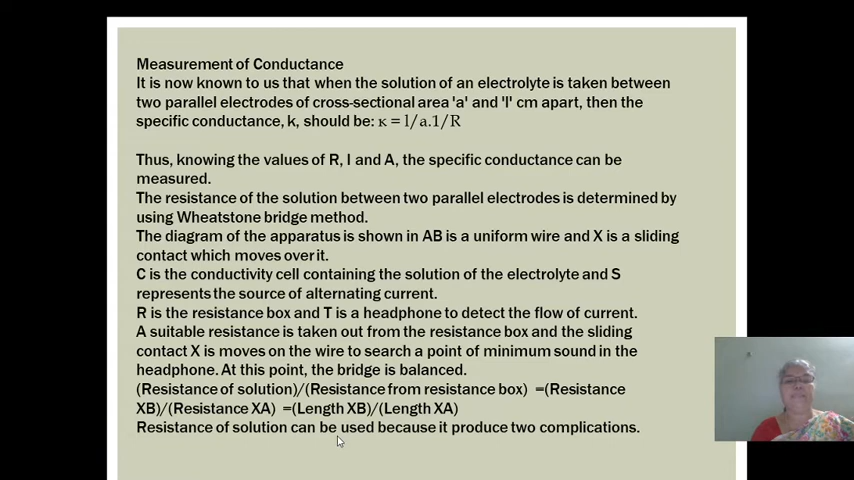 Measurement of Conductance
It is now known to us that when the solution of an electrolyte is taken between
two parallel electrodes of cross-sectional area 'a' and 'l' cm apart, then the
specific conductance, k, should be: κ = l/a.1/R
Thus, knowing the values of R, l and A, the specific conductance can be
measured.
The resistance of the solution between two parallel electrodes is determined by
using Wheatstone bridge method.
The diagram of the apparatus is shown in AB is a uniform wire and X is a sliding
contact which moves over it.
C is the conductivity cell containing the solution of the electrolyte and S
represents the source of alternating current.
R is the resistance box and T is a headphone to detect the flow of current.
A suitable resistance is taken out from the resistance box and the sliding
contact X is moves on the wire to search a point of minimum sound in the
headphone. At this point, the bridge is balanced.
(Resistance of solution)/(Resistance from resistance box) =(Resistance
XB)/(Resistance XA) =(Length XB)/(Length XA)
Resistance of solution can be used because it produce two complications.